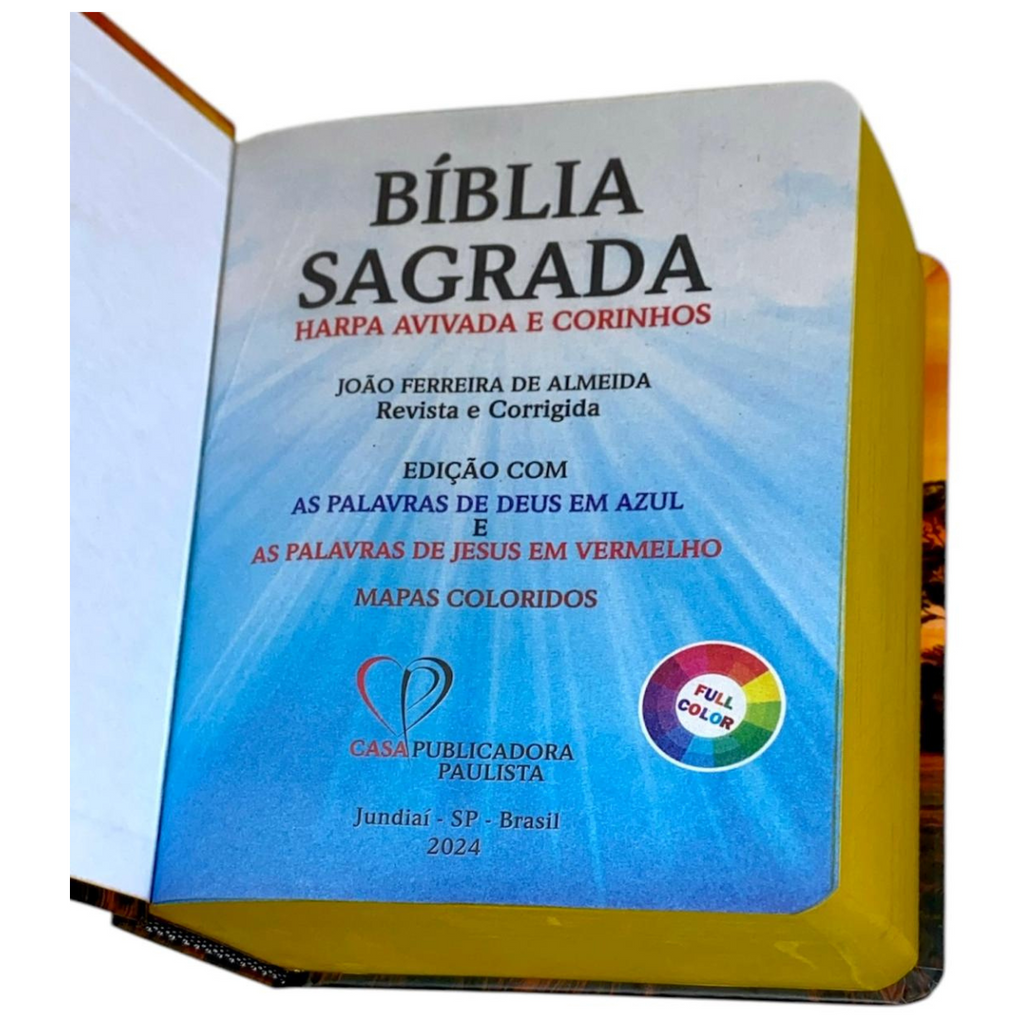 BÍBLIA
SAGRADA
HARPA AVIVADA E CORINHOS
JOÃO FERREIRA DE ALMEIDA
Revista e Corrigida
EDIÇÃO COM
AS PALAVRAS DE DEUS EM AZUL
E
AS PALAVRAS DE JESUS EM VERMELHO
MAPAS COLORIDOS
FULL
COLOR
CASA PUBLICADORA
PAULISTA
Jundiaí - SP - Brasil
2024